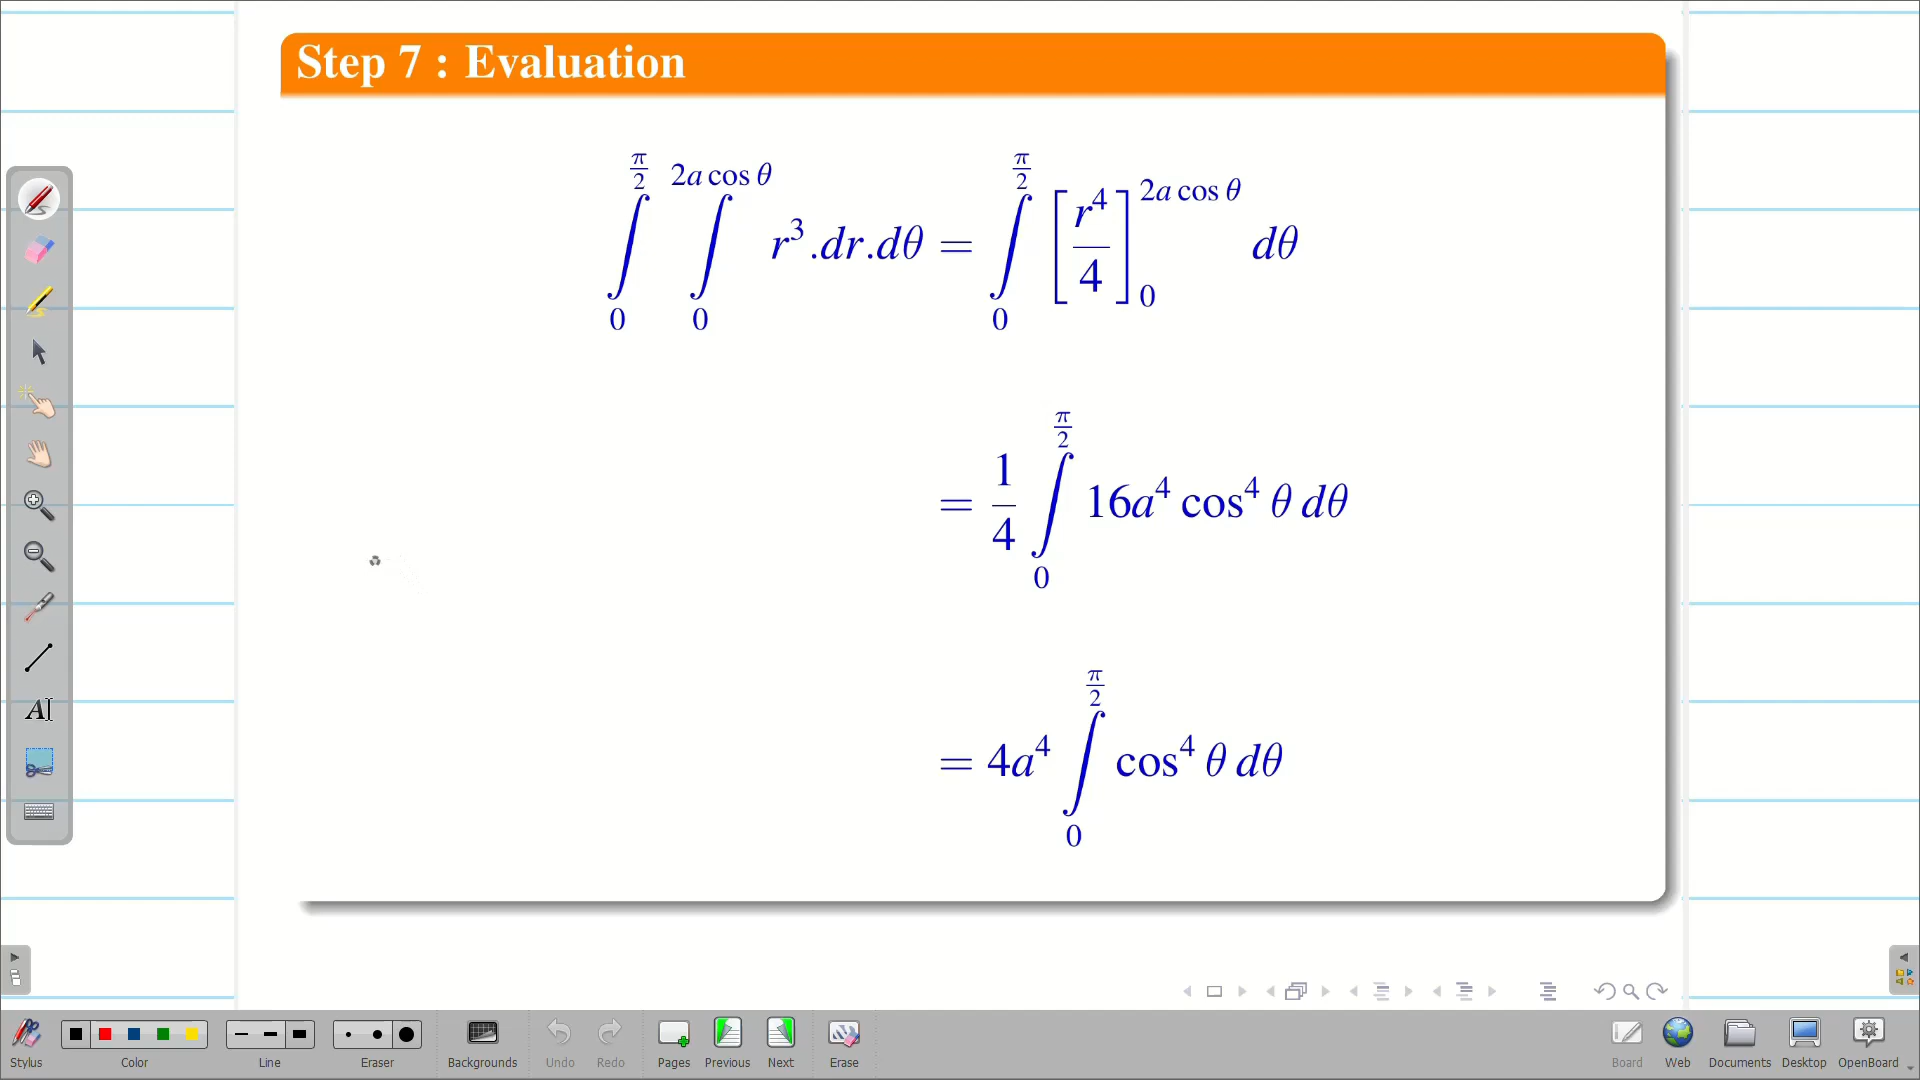 Step 7 : Evaluation
∫₀^{π/2} ∫₀^{2a cos θ} r³.dr.dθ = ∫₀^{π/2} [r⁴/4]₀^{2a cos θ} dθ
= 1/4 ∫₀^{π/2} 16a⁴ cos⁴ θ dθ
= 4a⁴ ∫₀^{π/2} cos⁴ θ dθ
A
Stylus Color Line Eraser Backgrounds Undo Redo Pages Previous Next Erase Board Web Documents Desktop OpenBoard